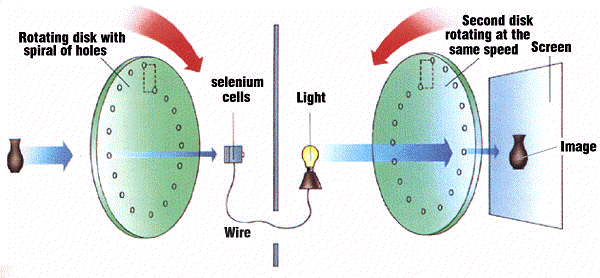 Rotating disk with
spiral of holes
selenium
cells
Light
Wire
Second disk
rotating at the
same speed
Screen
Image